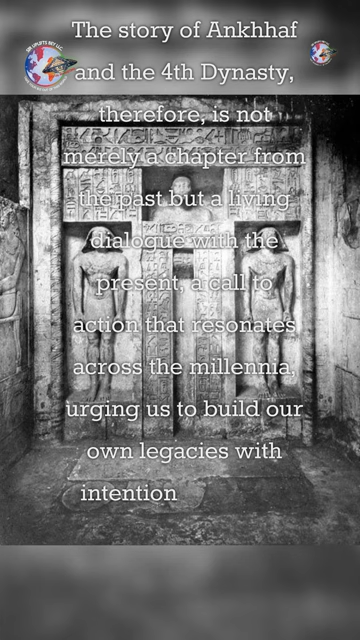 The story of Ankhhaf
and the 4th Dynasty,
therefore, is not
merely a chapter from
the past but a living
dialogue with the
present, a call to
action that resonates
across the millennia,
urging us to build our
own legacies with
intention